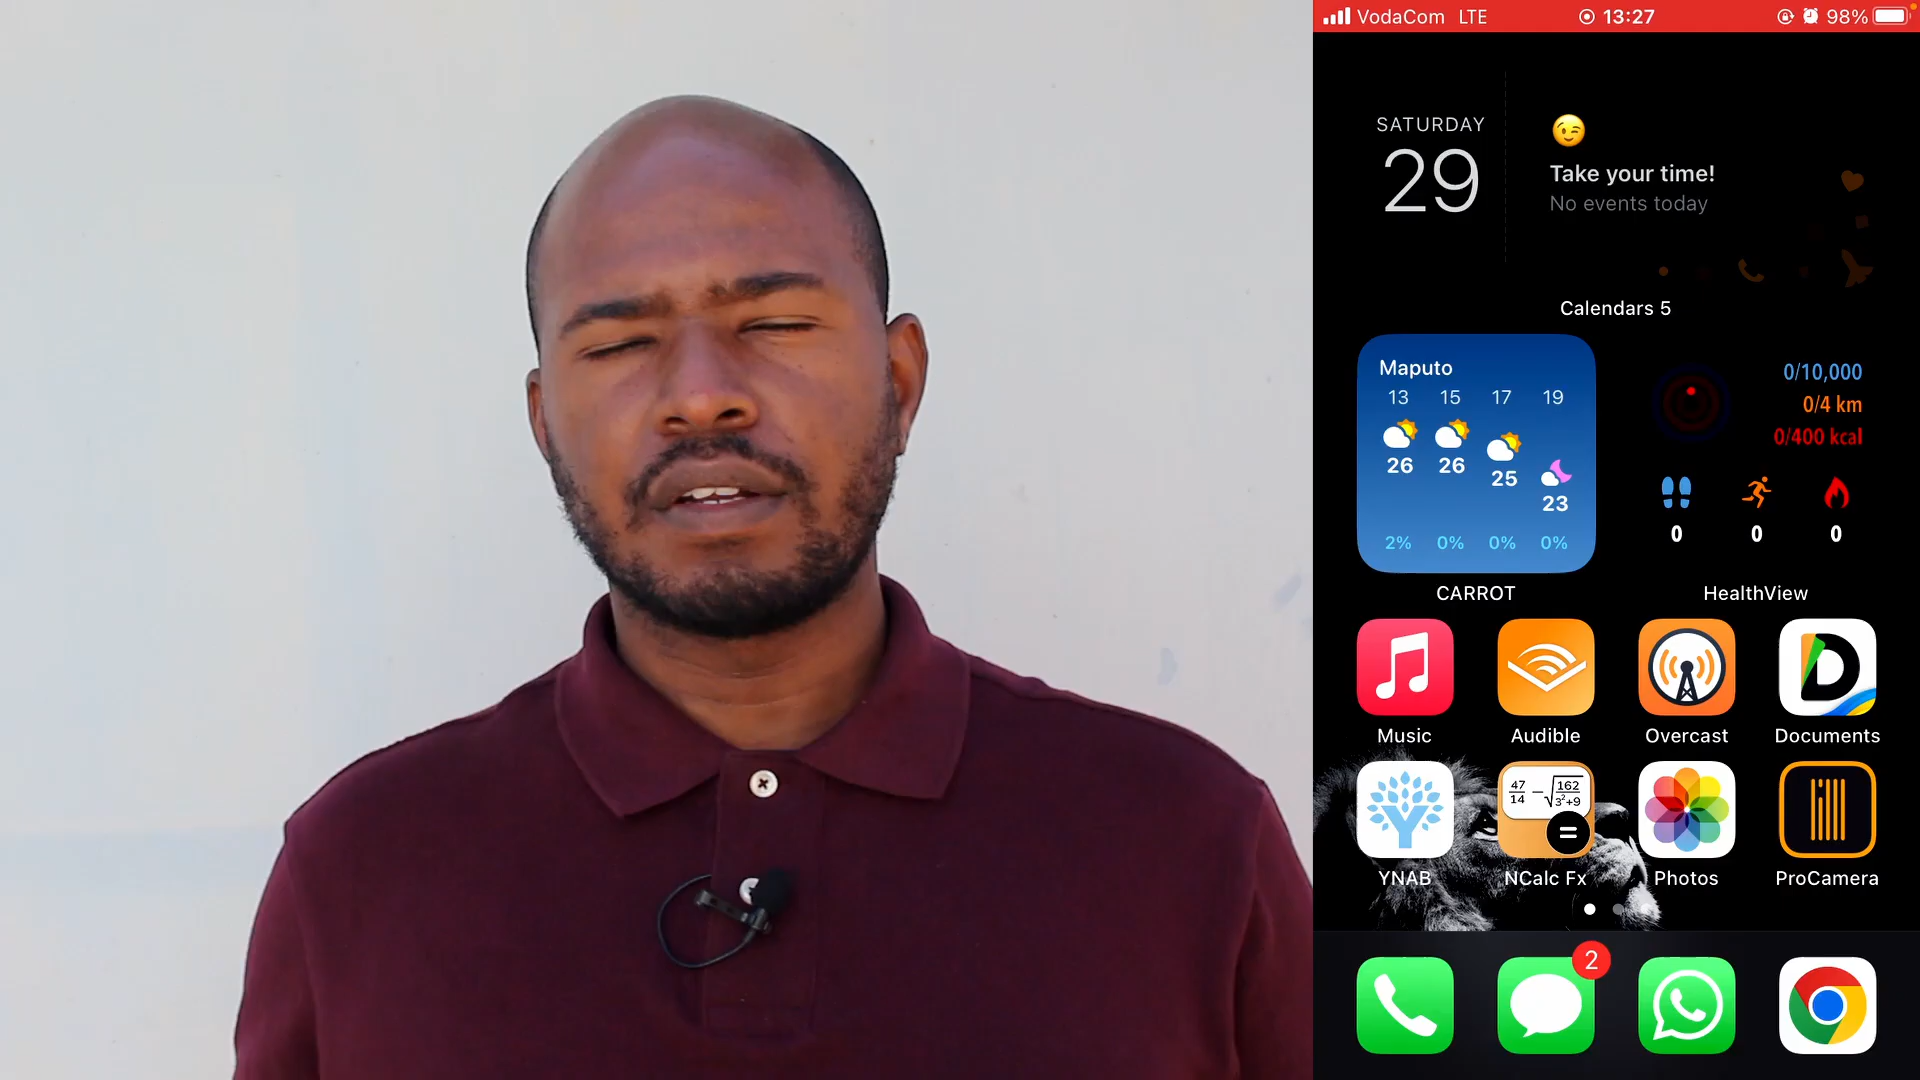 VodaCom LTE 13:27 98%
SATURDAY
29
Take your time!
No events today
Calendars 5
Maputo
13 15 17 19
26 26 25 23
2% 0% 0% 0%
CARROT
0/10,000
0/4 km
0/400 kcal
0 0 0
HealthView
Music Audible Overcast Documents
47
14 − √ 162
3²+9
=
YNAB NCalc Fx Photos ProCamera
2